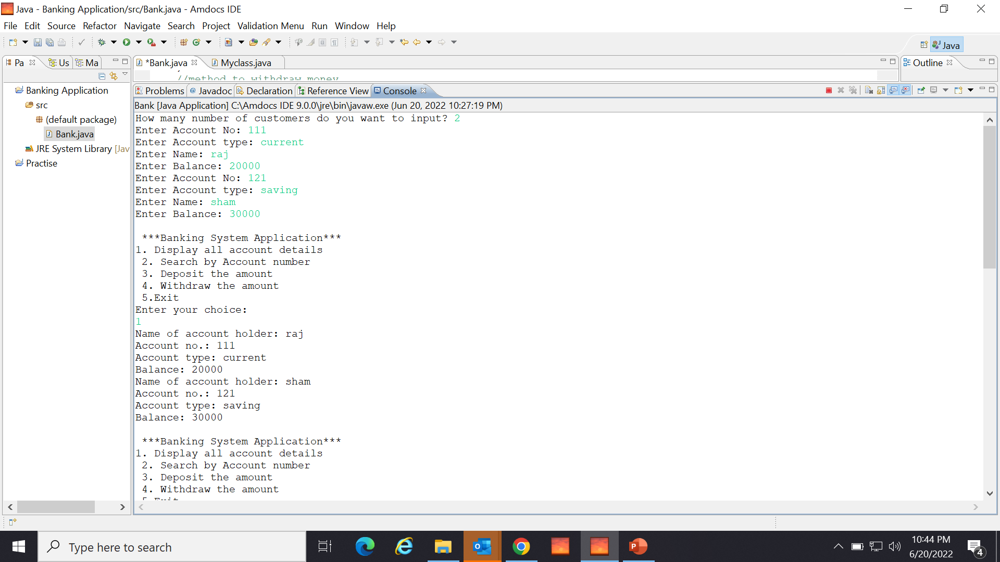 Java - Banking Application/src/Bank.java - Amdocs IDE
File Edit Source Refactor Navigate Search Project Validation Menu Run Window Help
Java
Pa Us Ma
*Bank.java Myclass.java
Outline
//method to withdraw money
Banking Application
src
(default package)
Bank.java
JRE System Library [Jav
Practise
Problems @ Javadoc Declaration Reference View Console
Bank [Java Application] C:\Amdocs IDE 9.0.0\jre\bin\javaw.exe (Jun 20, 2022 10:27:19 PM)
How many number of customers do you want to input? 2
Enter Account No: 111
Enter Account type: current
Enter Name: raj
Enter Balance: 20000
Enter Account No: 121
Enter Account type: saving
Enter Name: sham
Enter Balance: 30000
***Banking System Application***
1. Display all account details
2. Search by Account number
3. Deposit the amount
4. Withdraw the amount
5.Exit
Enter your choice:
1
Name of account holder: raj
Account no.: 111
Account type: current
Balance: 20000
Name of account holder: sham
Account no.: 121
Account type: saving
Balance: 30000
***Banking System Application***
1. Display all account details
2. Search by Account number
3. Deposit the amount
4. Withdraw the amount
5.Exit
Type here to search
10:44 PM
6/20/2022
4